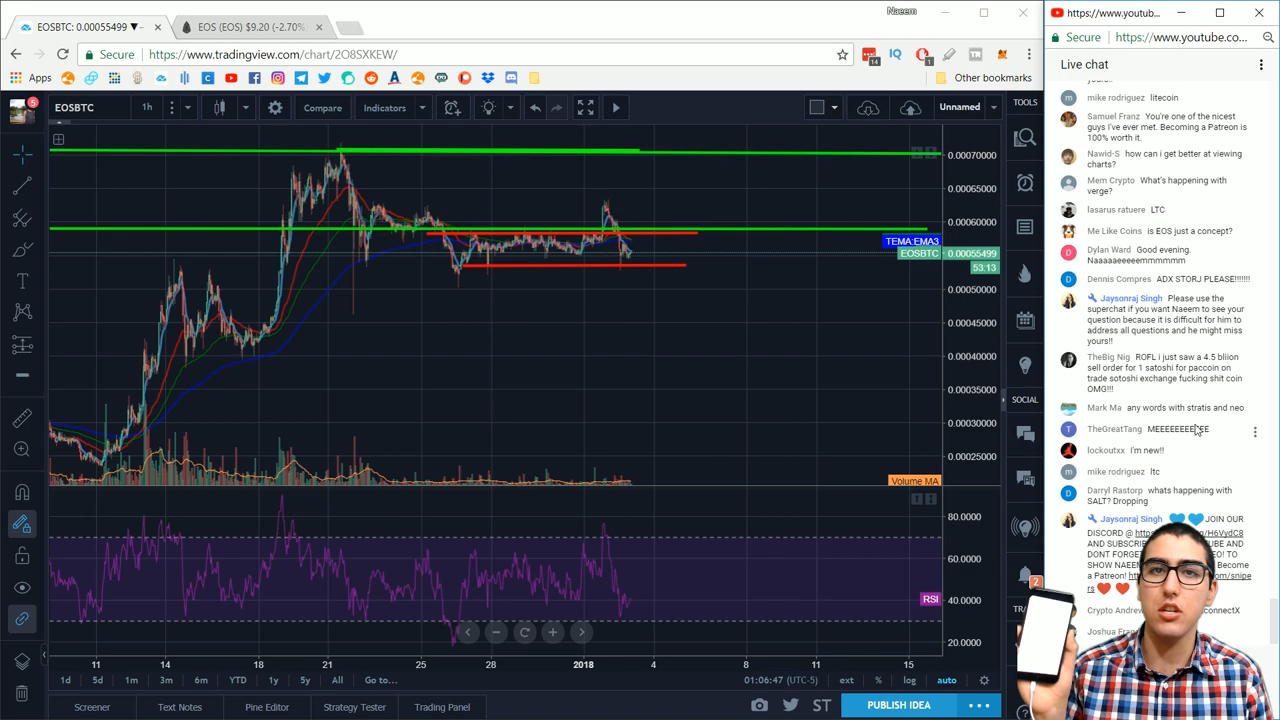 Naeem
EOSBTC: 0.00055499 ▼−
EOS (EOS) $9.20 (-2.70%)
https://www.youtub...
Secure
https://www.tradingview.com/chart/2O8SXKEW/
Secure
https://www.youtube.co...
14
1
Apps
Other bookmarks
Live chat
5
EOSBTC
1h
Compare
Indicators
Unnamed
TOOLS
0.00070000
0.00065000
0.00060000
TEMA:EMA3
EOSBTC
0.00055499
53:13
0.00050000
0.00045000
0.00040000
0.00035000
0.00030000
0.00025000
Volume MA
80.0000
60.0000
RSI
40.0000
20.0000
11
14
18
21
25
28
2018
4
8
11
15
SOCIAL
2
1d
5d
1m
3m
6m
YTD
1y
5y
All
Go to...
01:06:47 (UTC-5)
ext
%
log
auto
Screener
Text Notes
Pine Editor
Strategy Tester
Trading Panel
ST
PUBLISH IDEA
mike rodriguez litecoin
Samuel Franz You're one of the nicest
guys I've ever met. Becoming a Patreon is
100% worth it.
Nawid-S how can i get better at viewing
charts?
Mem Crypto What's happening with
verge?
lasarus ratuere LTC
Me Like Coins is EOS just a concept?
Dylan Ward Good evening.
Naaaaaeeeeemmmmmm
Dennis Compres ADX STORJ PLEASE!!!!!!!
Jaysonraj Singh Please use the
superchat if you want Naeem to see your
question because it is difficult for him to
address all questions and he might miss
yours!!
TheBig Nig ROFL i just saw a 4.5 bliion
sell order for 1 satoshi for paccoin on
trade sotoshi exchange fucking shit coin
OMG!!!
Mark Ma any words with stratis and neo
TheGreatTang
lockoutxx I'm new!!
mike rodriguez ltc
Darryl Rastorp whats happening with
SALT? Dropping
Jaysonraj Singh 💙 💙 JOIN OUR
DISCORD @
AND
DONT FORGET
TO
SHOW
Become
a Patreon!
❤️ ❤️
Crypto
Joshua